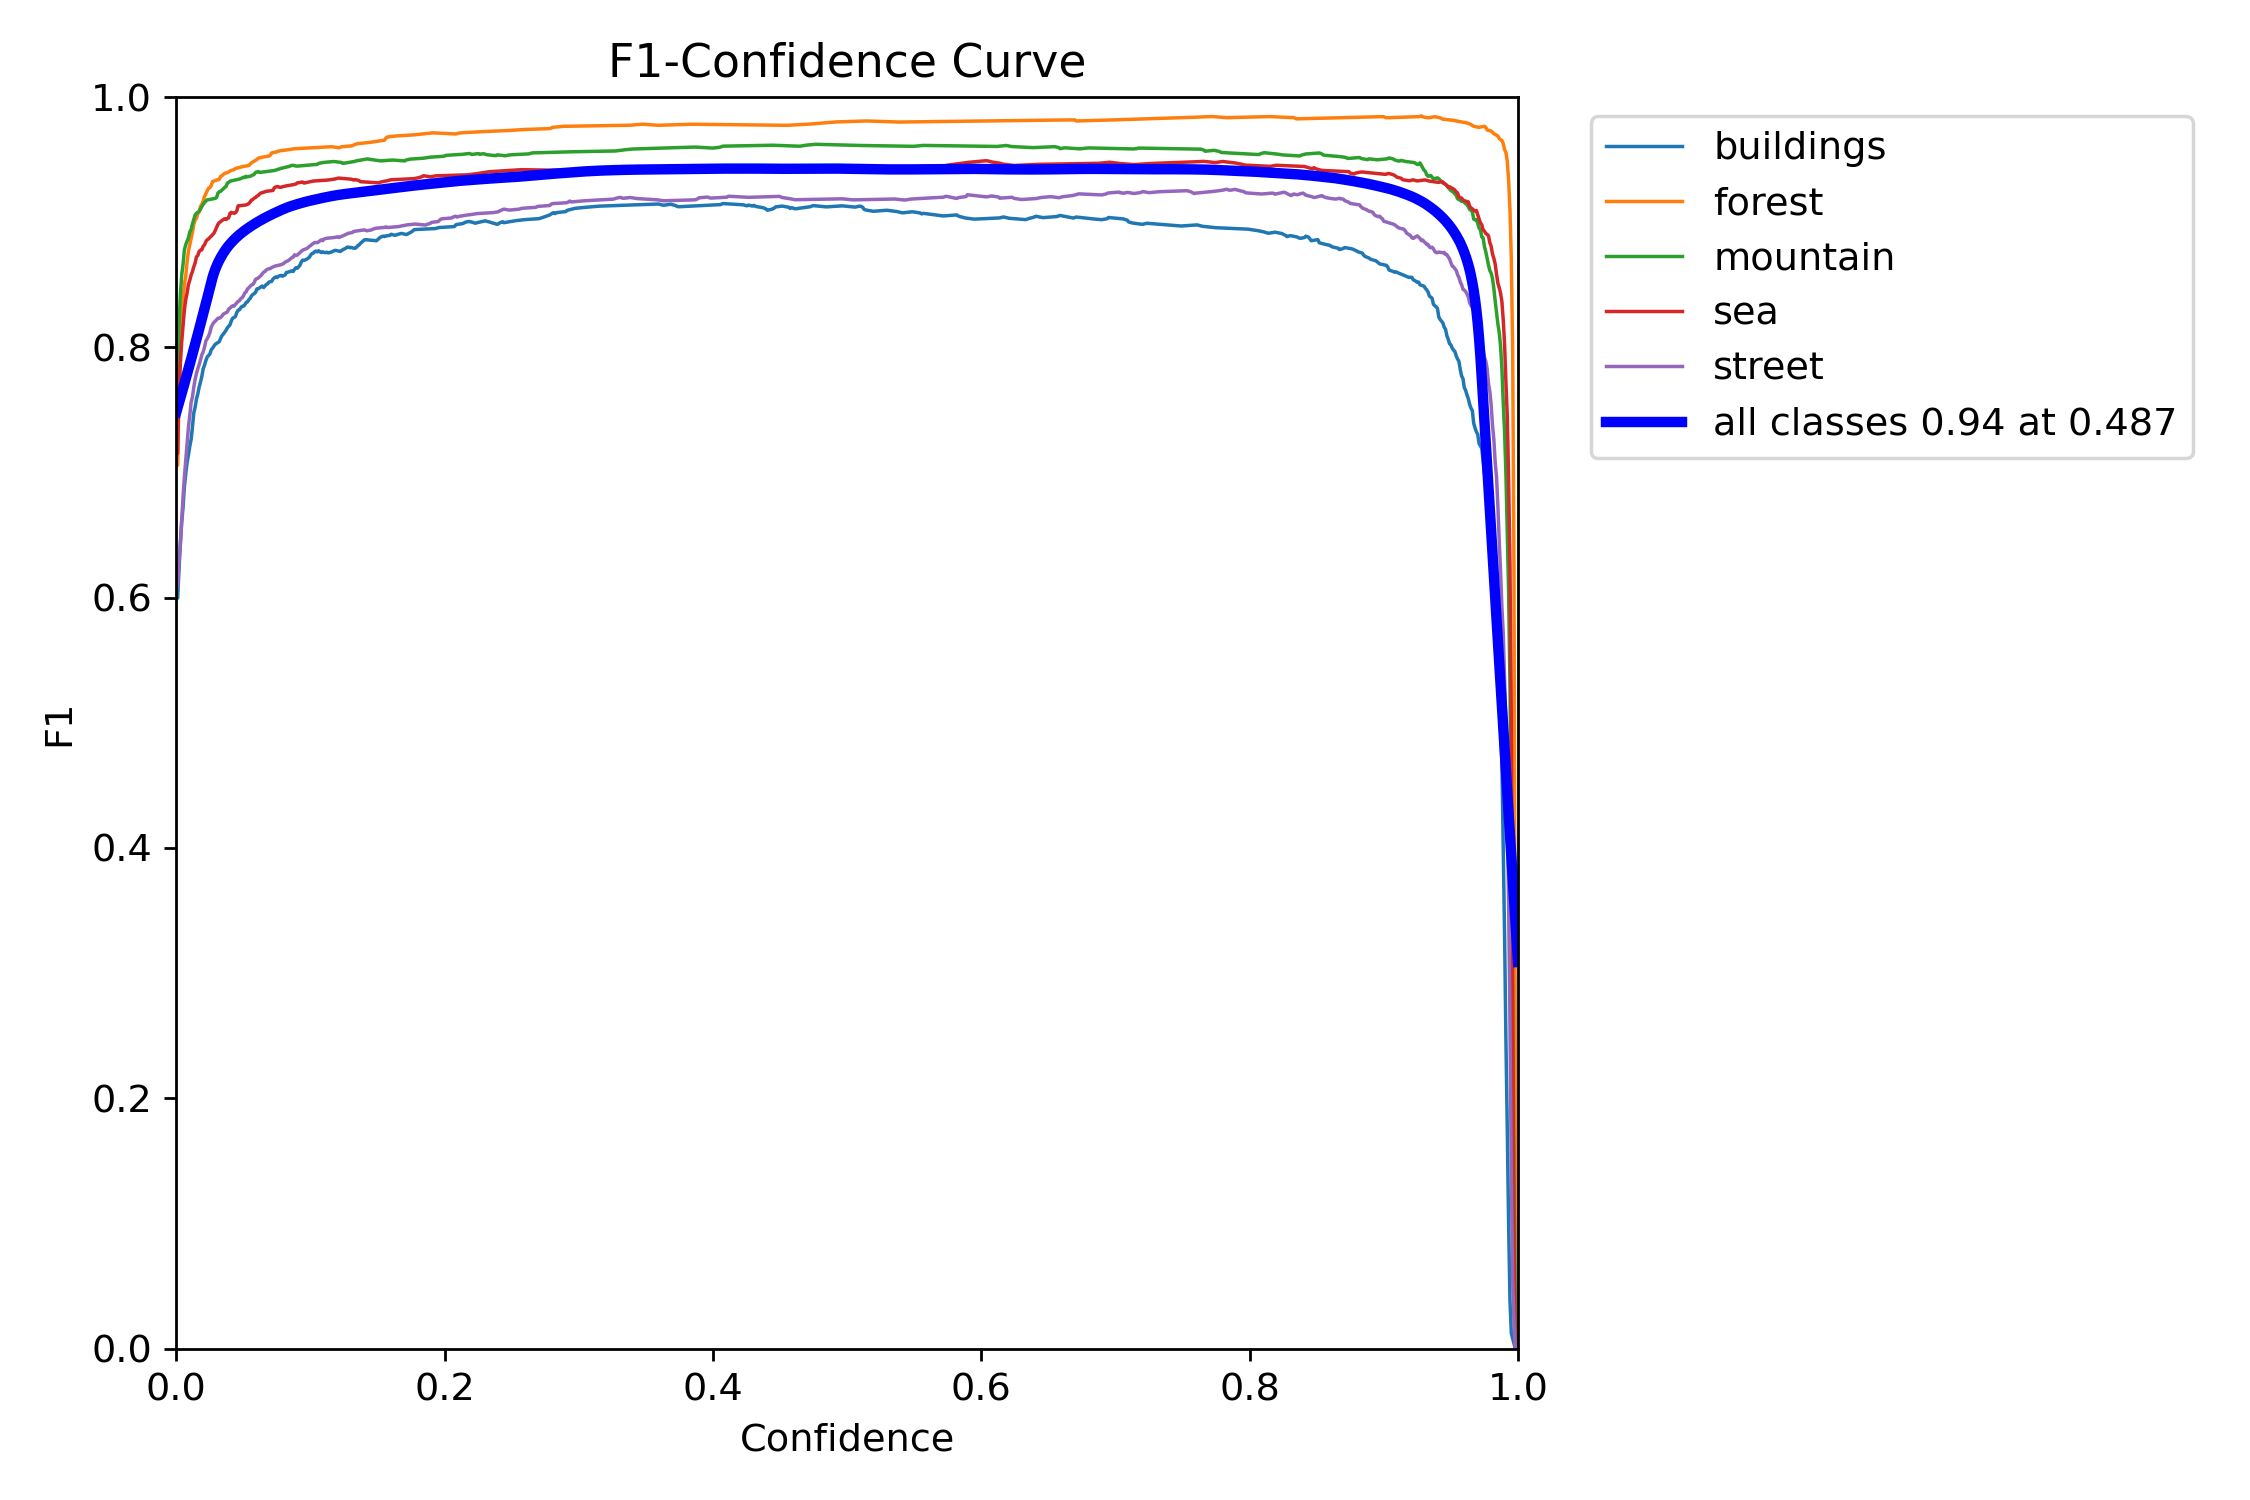 F1-Confidence Curve
1.0
0.8
0.6
0.4
0.2
0.0
F1
0.0 0.2 0.4 0.6 0.8 1.0
Confidence
buildings
forest
mountain
sea
street
all classes 0.94 at 0.487